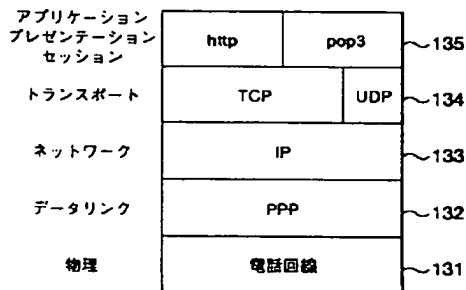 アプリケーション
プレゼンテーション
セッション
http
pop3
135
トランスポート
TCP
UDP
134
ネットワーク
IP
133
データリンク
PPP
132
物理
電話回線
131